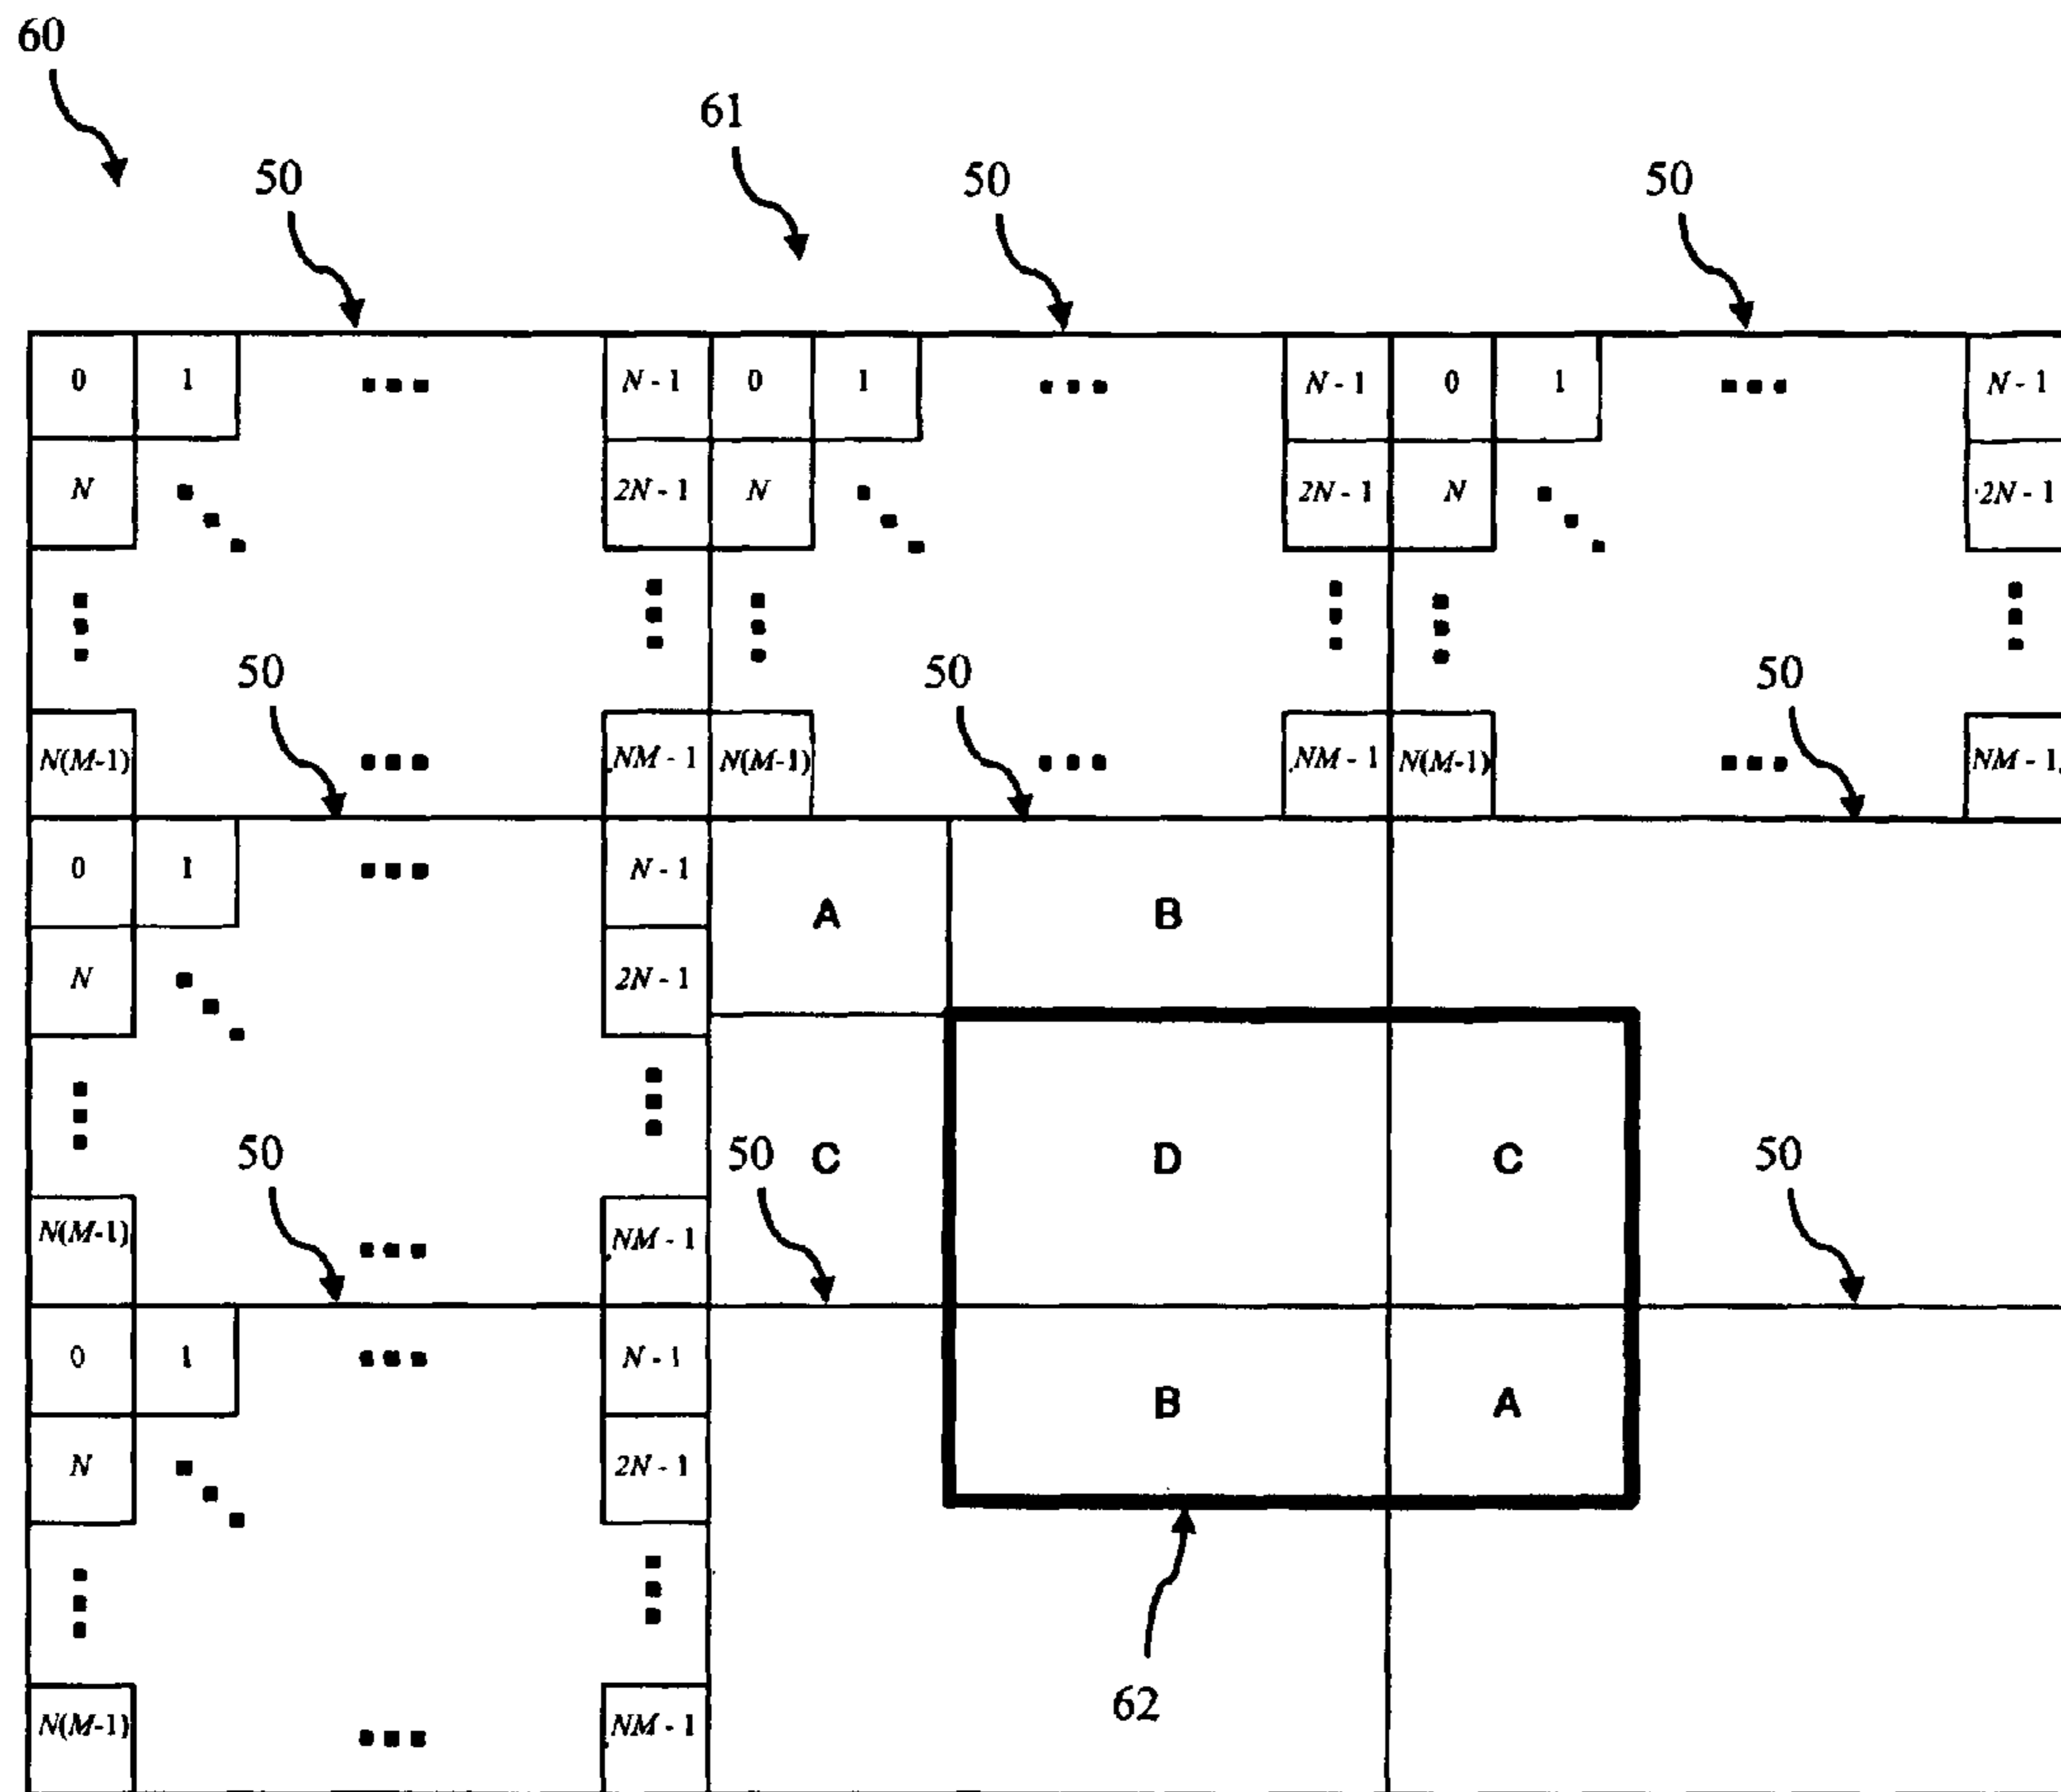 60
61
50 50 50
0 1 N - 1 0 1 N - 1 0 1 N - 1
N 2N - 1 N 2N - 1 N 2N - 1
50 50 50
N(M-1) NM - 1 N(M-1) NM - 1 N(M-1) NM - 1
0 1 N - 1 A B
N 2N - 1
50 50 C D C 50
N(M-1) NM - 1
0 1 N - 1 B A
N 2N - 1
62
N(M-1) NM - 1